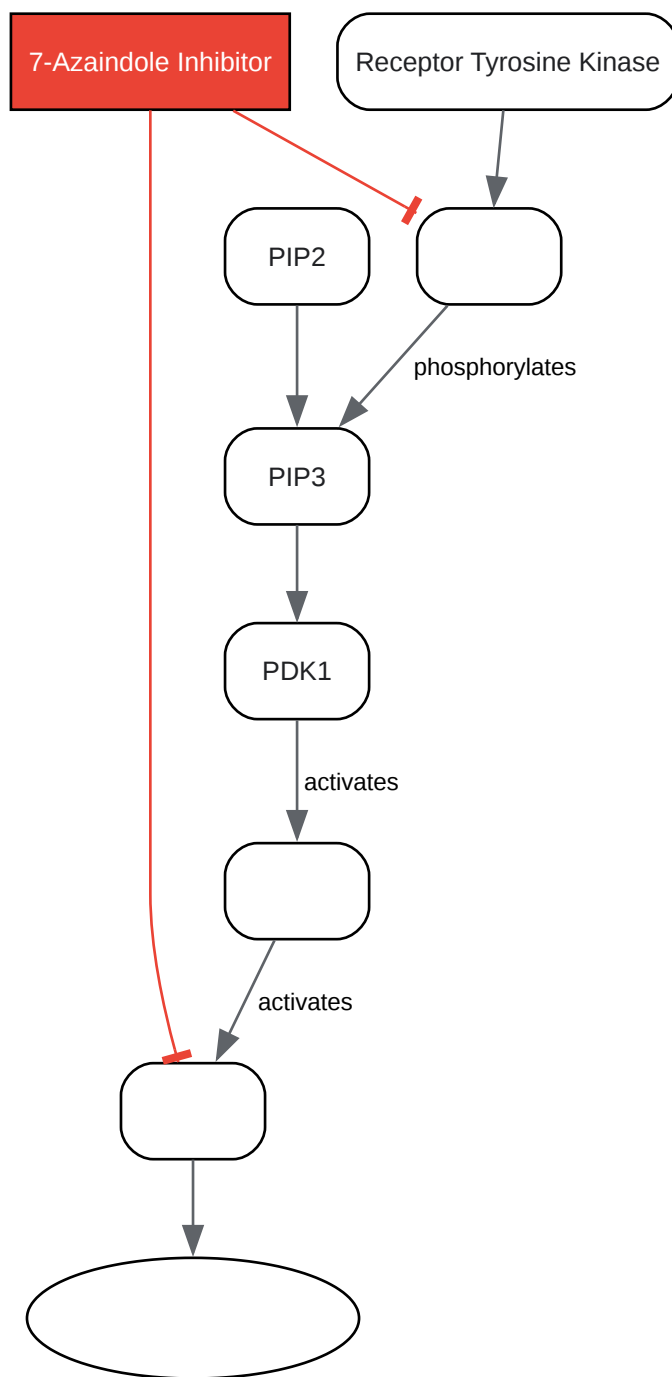 7-Azaindole Inhibitor
Receptor Tyrosine Kinase
PIP2
phosphorylates
PIP3
PDK1
activates
activates